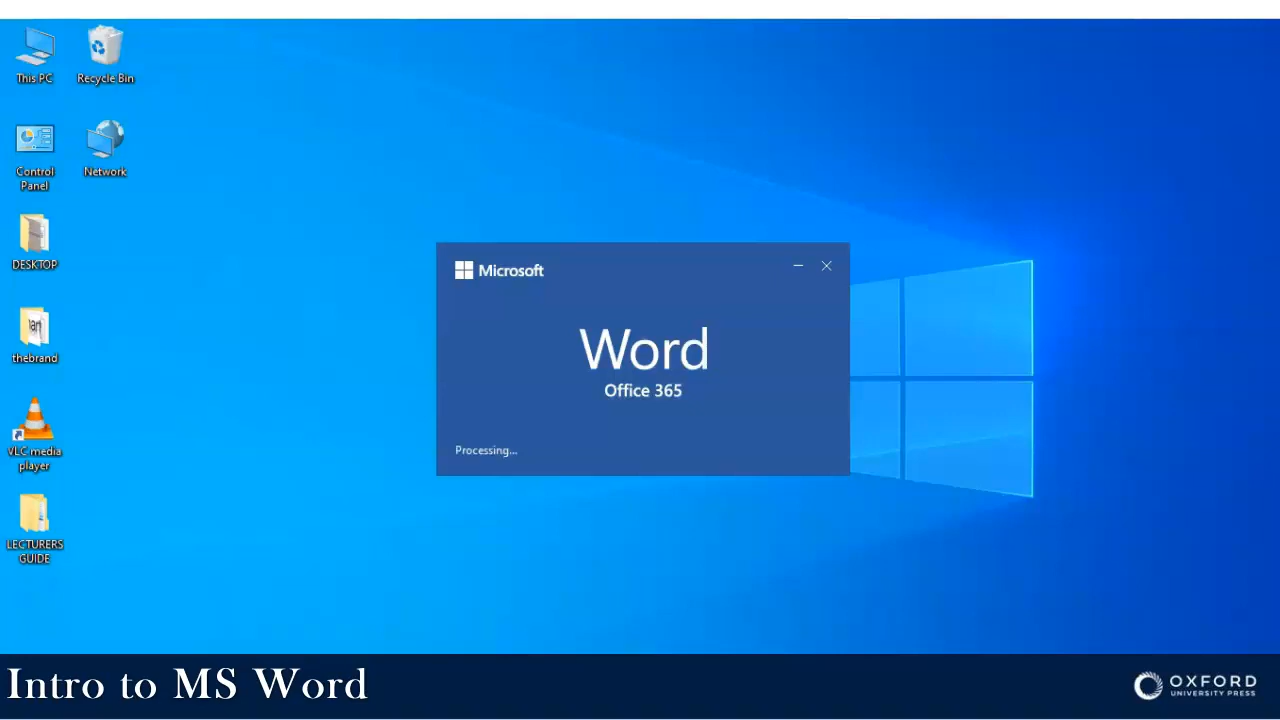 This PC
Recycle Bin
Control
Panel
Network
DESKTOP
thebrand
VLC media
player
LECTURERS
GUIDE
Microsoft
Word
Office 365
Processing...
Intro to MS Word
OXFORD
UNIVERSITY PRESS